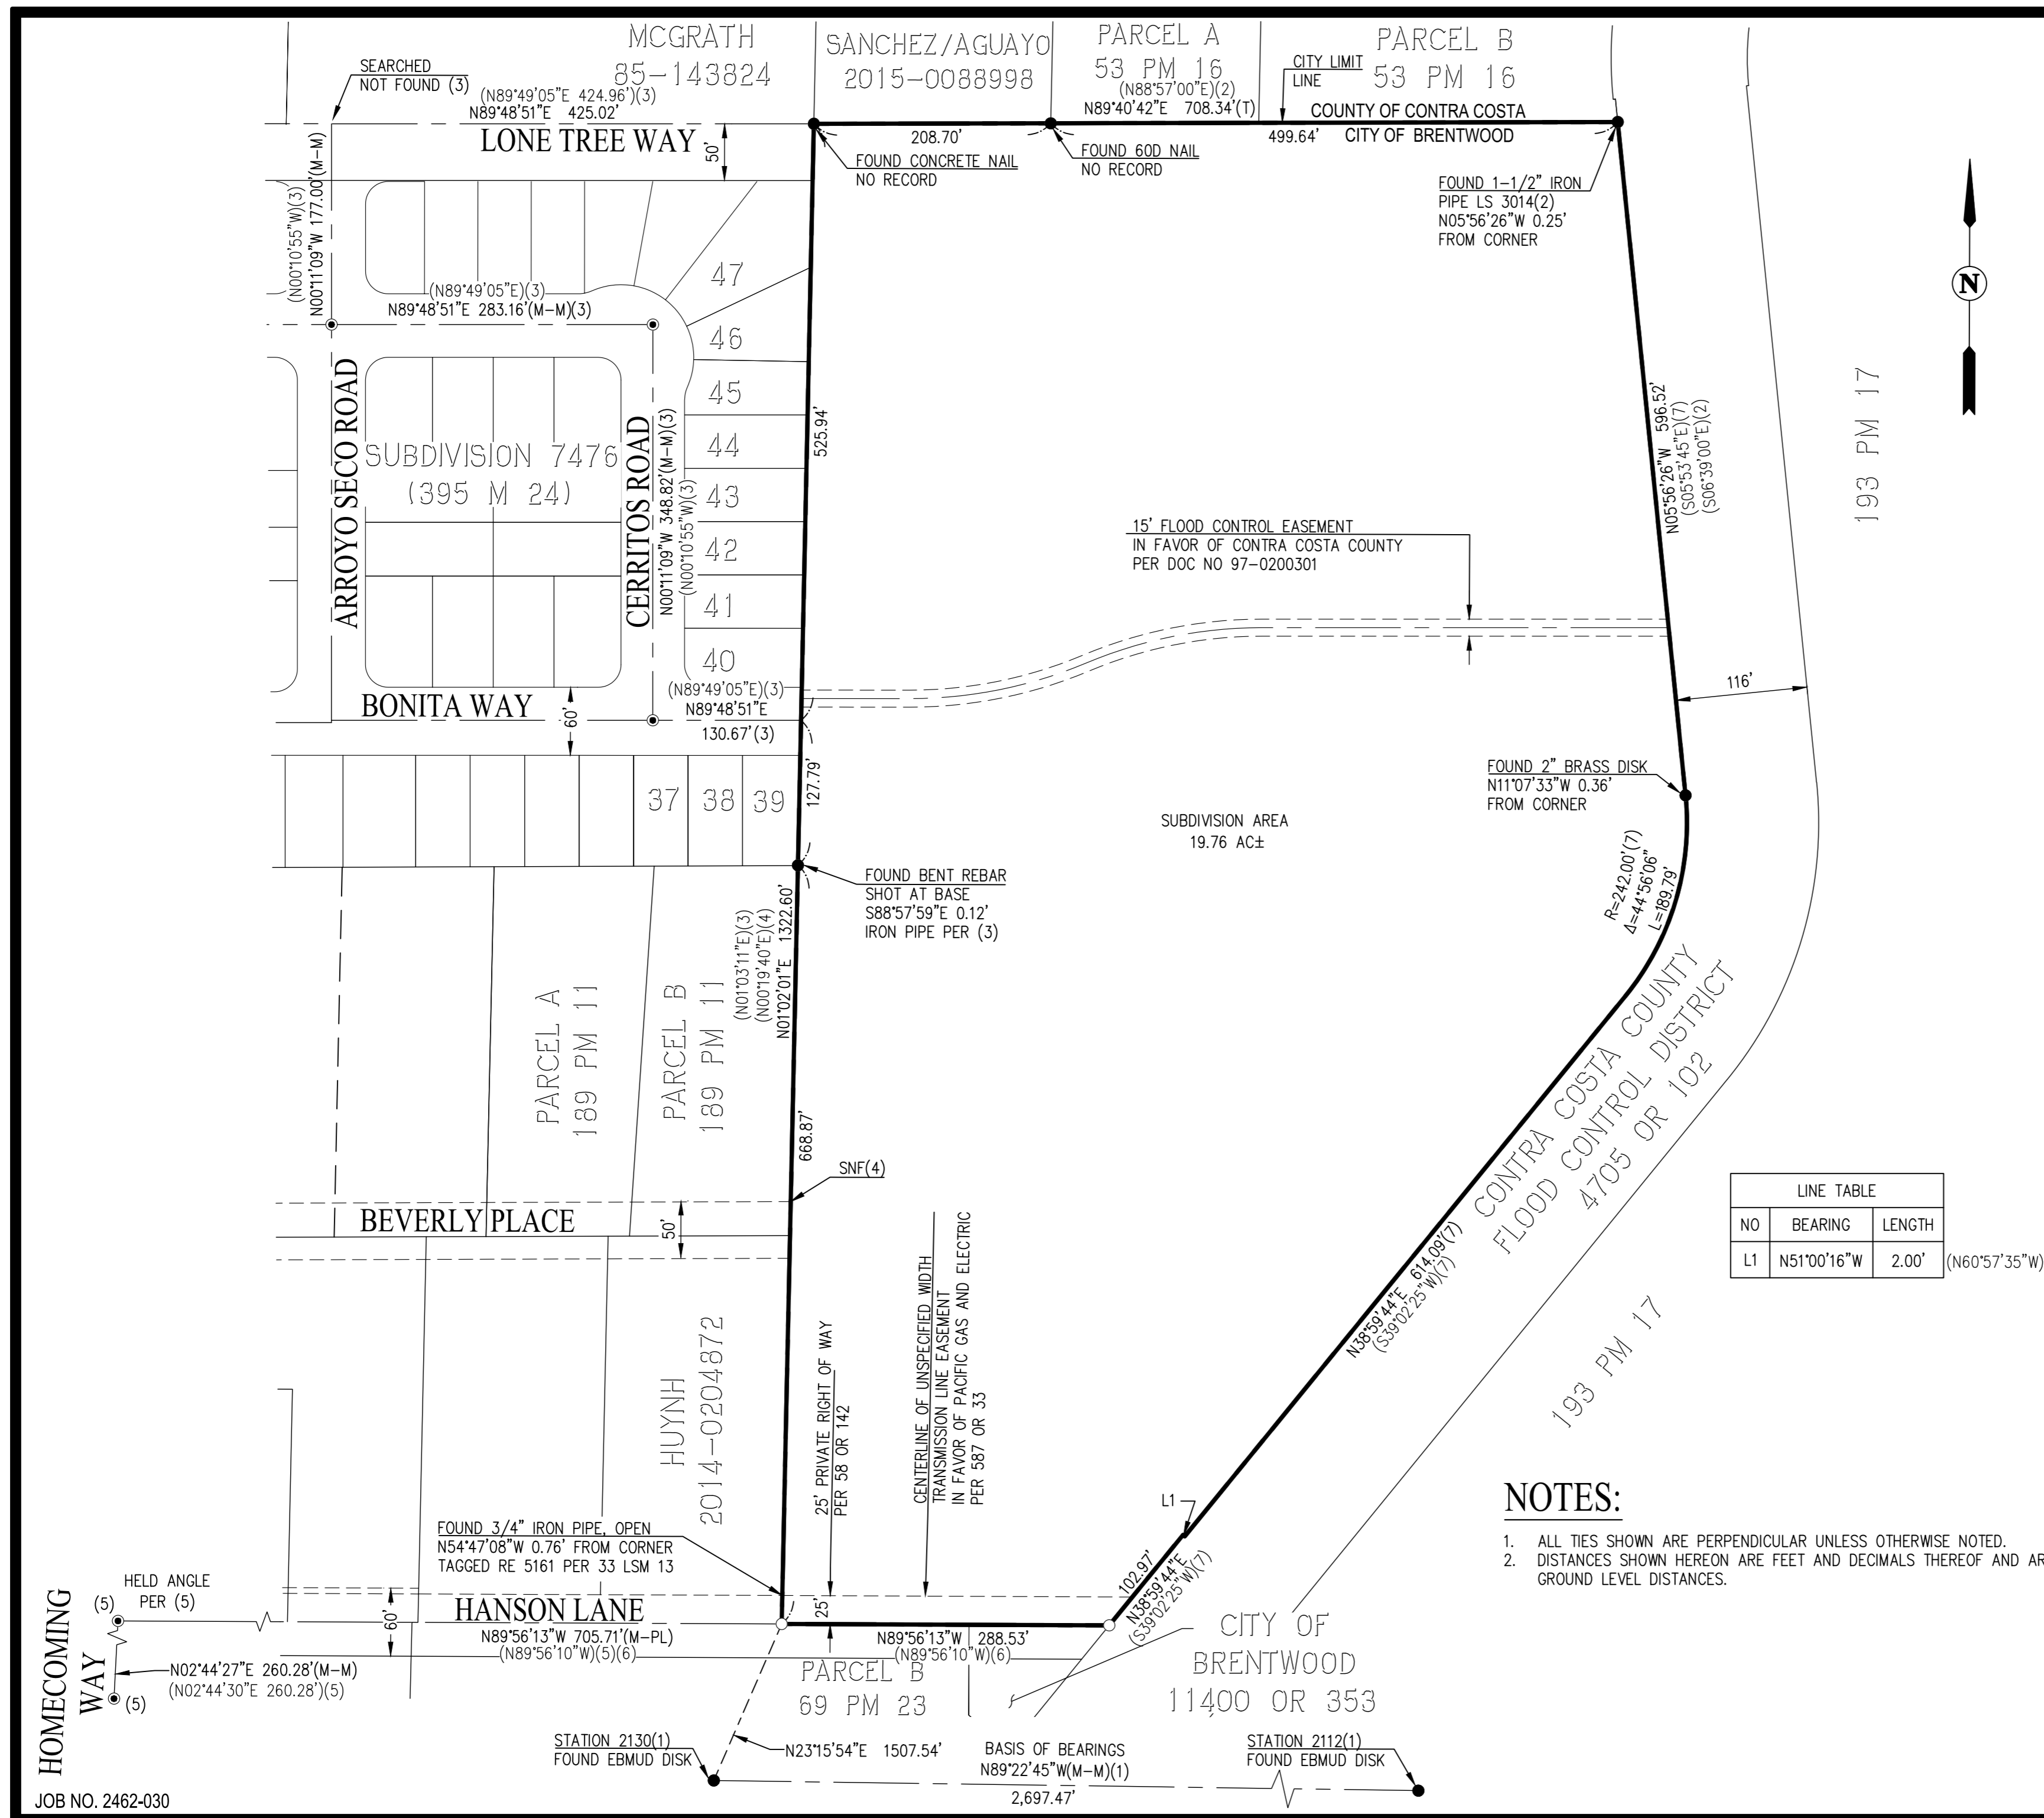 MCGRATH
85-143824
SANCHEZ/AGUAYO
2015-0088998
PARCEL A
53 PM 16
(N88°57'00"E)(2)
N89°40'42"E 708.34'(T)
CITY LIMIT
LINE
PARCEL B
53 PM 16
SEARCHED
NOT FOUND (3)
(N89°49'05"E 424.96')(3)
N89°48'51"E 425.02'
LONE TREE WAY
50'
208.70'
COUNTY OF CONTRA COSTA
499.64'
CITY OF BRENTWOOD
FOUND CONCRETE NAIL
NO RECORD
FOUND 60D NAIL
NO RECORD
FOUND 1-1/2" IRON
PIPE LS 3014(2)
N05°56'26"W 0.25'
FROM CORNER
(N00°10'55"W)(3)
N00°11'09"W 177.00'(M-M)
(N89°49'05"E)(3)
N89°48'51"E 283.16'(M-M)(3)
N
47
46
45
44
43
42
41
40
ARROYO SECO ROAD
SUBDIVISION 7476
(395 M 24)
CERRITOS ROAD
N00°11'09"W 348.82'(M-M)(3)
(N00°10'55"W)(3)
525.94'
N05°56'26"W 596.52'
(S05°53'45"E)(7)
(S06°39'00"E)(2)
193 PM 17
15' FLOOD CONTROL EASEMENT
IN FAVOR OF CONTRA COSTA COUNTY
PER DOC NO 97-0200301
116'
BONITA WAY
60'
(N89°49'05"E)(3)
N89°48'51"E
130.67'(3)
127.79'
37
38
39
FOUND 2" BRASS DISK
N11°07'33"W 0.36'
FROM CORNER
SUBDIVISION AREA
19.76 AC±
R=242.00'(7)
Δ=44°56'06"
L=189.79'
FOUND BENT REBAR
SHOT AT BASE
S88°57'59"E 0.12'
IRON PIPE PER (3)
(N01°03'11"E)(3)
(N00°19'40"E)(4)
N01°02'01"E 1322.60'
PARCEL A
189 PM 11
PARCEL B
189 PM 11
668.87'
SNF(4)
CONTRA COSTA COUNTY
FLOOD CONTROL DISTRICT
4705 OR 102
BEVERLY PLACE
50'
LINE TABLE
NO BEARING LENGTH
L1 N51°00'16"W 2.00' (N60°57'35"W)
N38°59'44"E 614.09'(7)
(S39°02'25"W)(7)
193 PM 17
HUYNH
2014-0204872
25' PRIVATE RIGHT OF WAY
PER 58 OR 142
CENTERLINE OF UNSPECIFIED WIDTH
TRANSMISSION LINE EASEMENT
IN FAVOR OF PACIFIC GAS AND ELECTRIC
PER 587 OR 33
L1
NOTES:
1. ALL TIES SHOWN ARE PERPENDICULAR UNLESS OTHERWISE NOTED.
2. DISTANCES SHOWN HEREON ARE FEET AND DECIMALS THEREOF AND
GROUND LEVEL DISTANCES.
FOUND 3/4" IRON PIPE, OPEN
N54°47'08"W 0.76' FROM CORNER
TAGGED RE 5161 PER 33 LSM 13
HELD ANGLE
PER (5)
(5)
HANSON LANE
60'
25'
102.97'
N38°59'44"E
(S39°02'25"W)(7)
N89°56'13"W 705.71'(M-PL)
(N89°56'10"W)(5)(6)
N89°56'13"W 288.53'
(N89°56'10"W)(6)
HOMECOMING
WAY
N02°44'27"E 260.28'(M-M)
(N02°44'30"E 260.28')(5)
(5)
PARCEL B
69 PM 23
CITY OF
BRENTWOOD
11400 OR 353
STATION 2130(1)
FOUND EBMUD DISK
N23°15'54"E 1507.54'
BASIS OF BEARINGS
N89°22'45"W(M-M)(1)
2,697.47'
STATION 2112(1)
FOUND EBMUD DISK
JOB NO. 2462-030